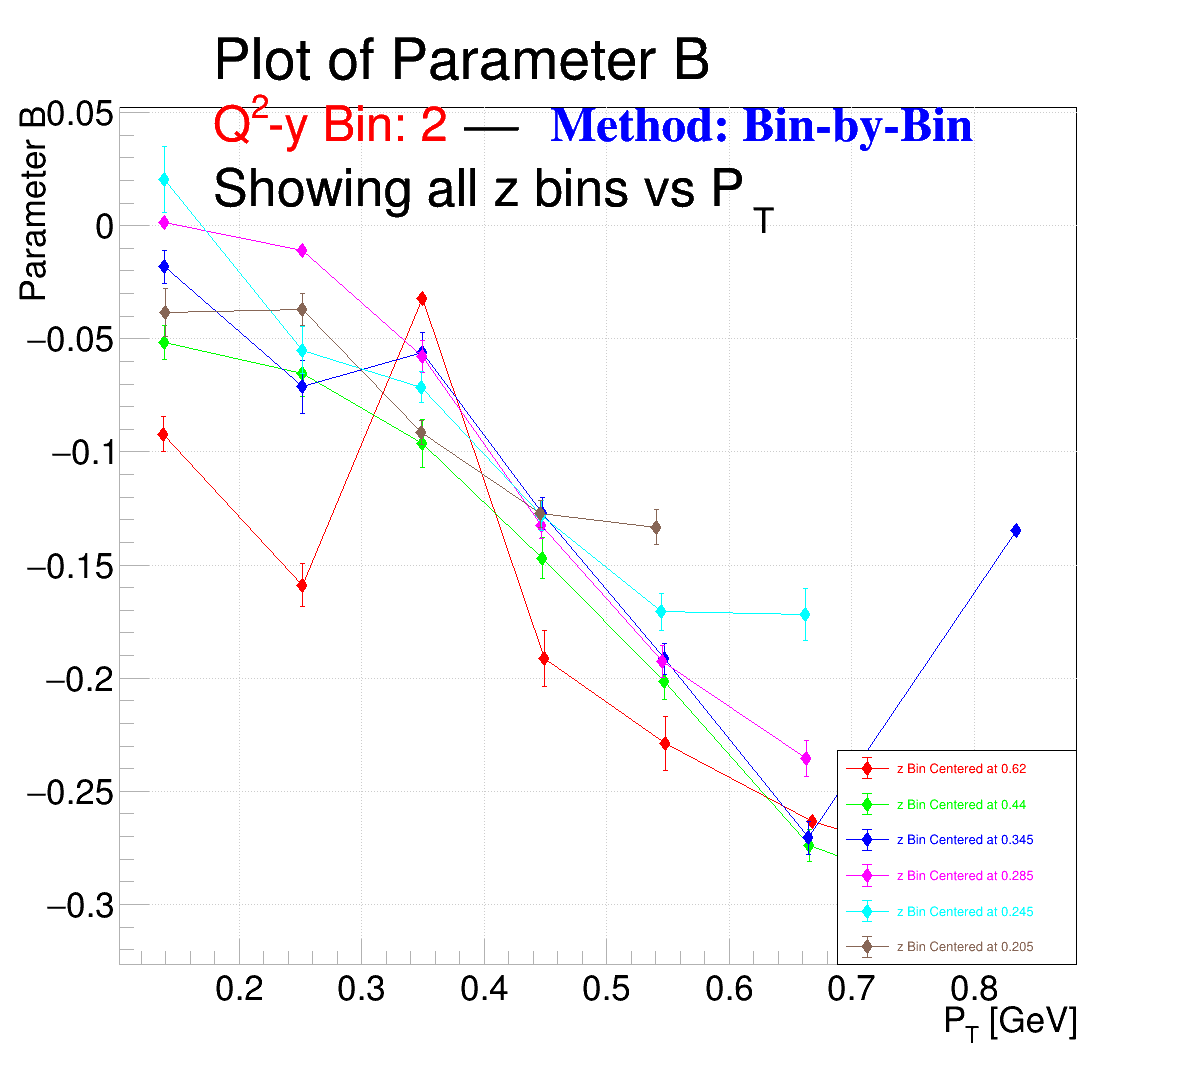 Plot of Parameter B
Q²-y Bin: 2 — Method: Bin-by-Bin
Showing all z bins vs P_T
Parameter B
0.05
0
−0.05
−0.1
−0.15
−0.2
−0.25
−0.3
z Bin Centered at 0.62
z Bin Centered at 0.44
z Bin Centered at 0.345
z Bin Centered at 0.285
z Bin Centered at 0.245
z Bin Centered at 0.205
0.2 0.3 0.4 0.5 0.6 0.7 0.8
P_T [GeV]